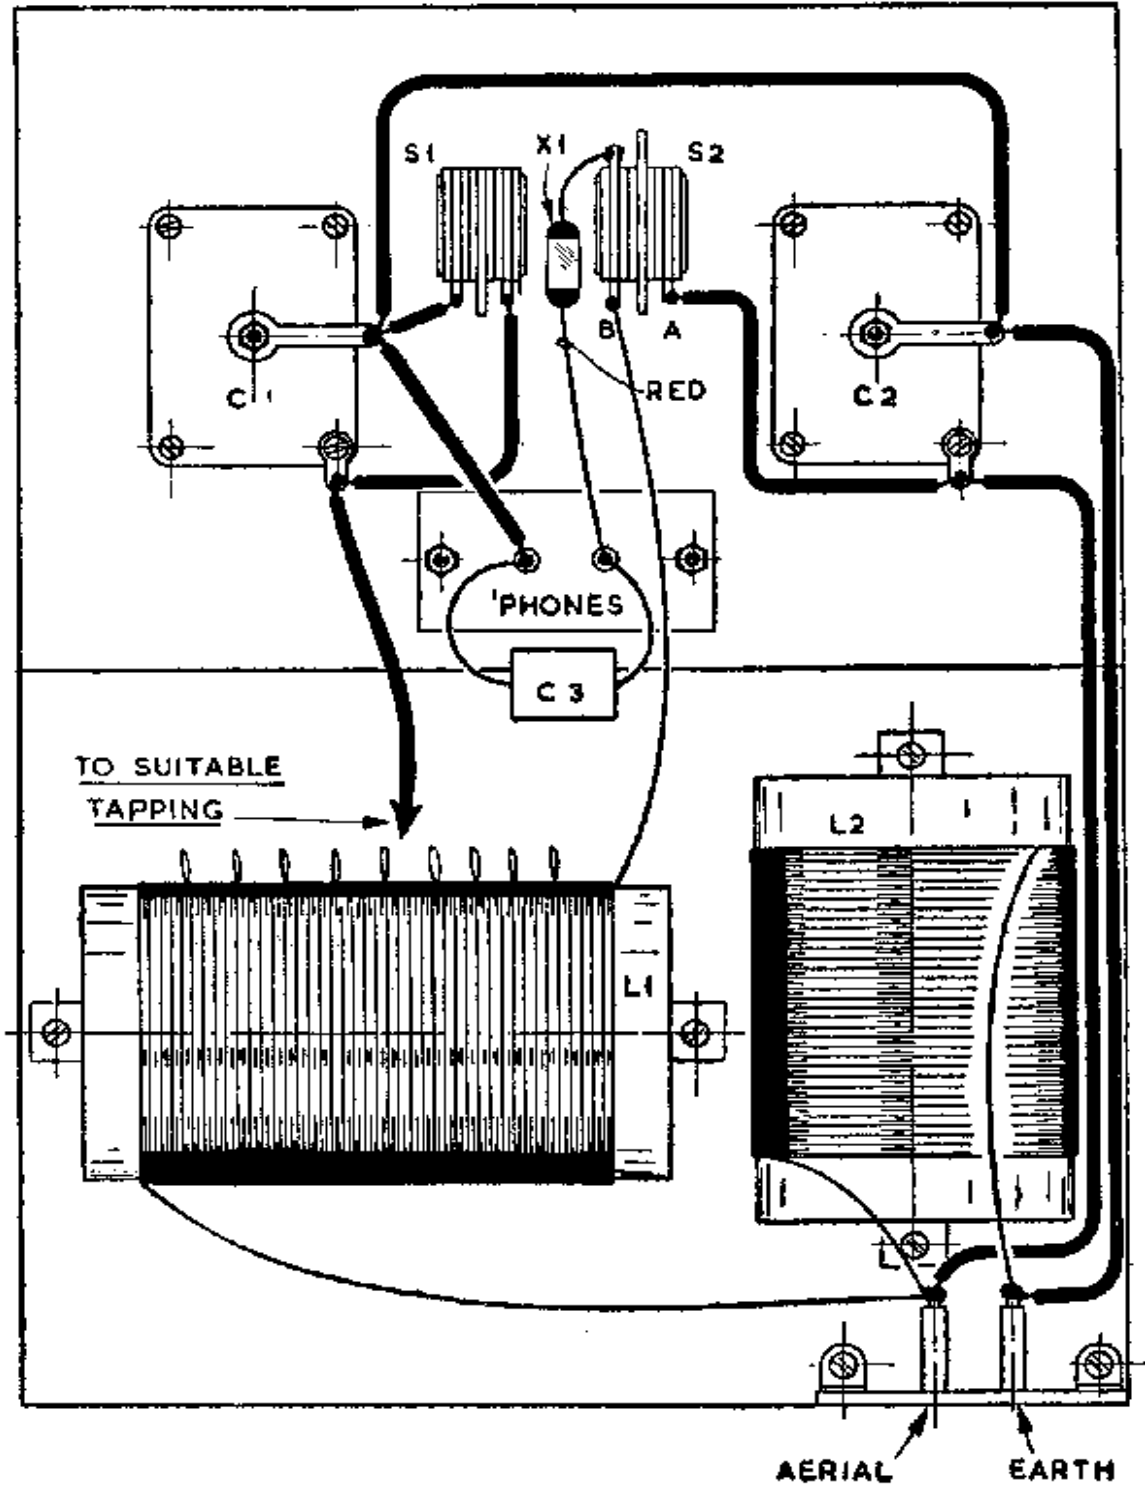 S1
X1
S2
B
A
C1
RED
C2
'PHONES
C3
TO SUITABLE
TAPPING
L2
L1
AERIAL
EARTH